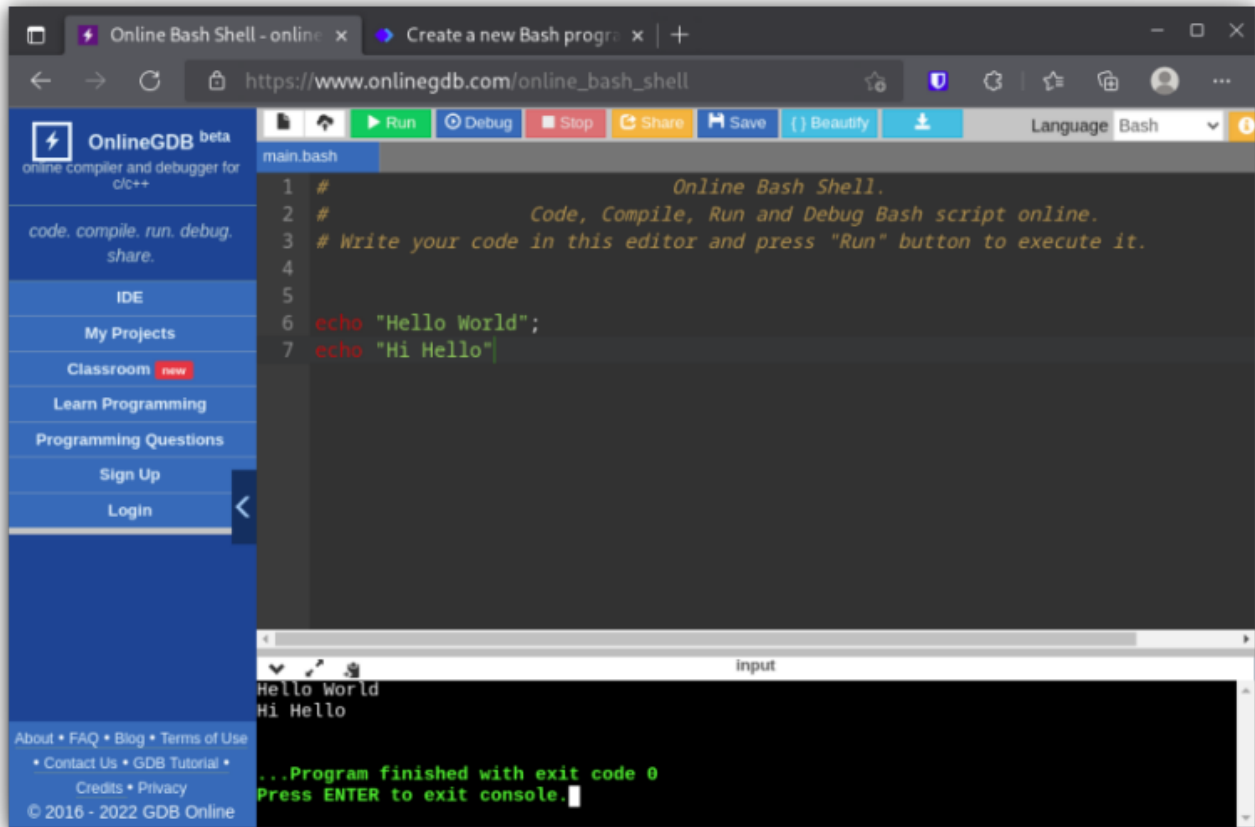 Online Bash Shell - online
Create a new Bash progra
https://www.onlinegdb.com/online_bash_shell
OnlineGDB beta
online compiler and debugger for
c/c++
code. compile. run. debug.
share.
IDE
My Projects
Classroom new
Learn Programming
Programming Questions
Sign Up
Login
About • FAQ • Blog • Terms of Use
• Contact Us • GDB Tutorial •
Credits • Privacy
© 2016 - 2022 GDB Online
Run Debug Stop Share Save {} Beautify Language Bash
main.bash
1 # Online Bash Shell.
2 # Code, Compile, Run and Debug Bash script online.
3 # Write your code in this editor and press "Run" button to execute it.
4
5
6 echo "Hello World";
7 echo "Hi Hello"
input
Hello World
Hi Hello
...Program finished with exit code 0
Press ENTER to exit console.